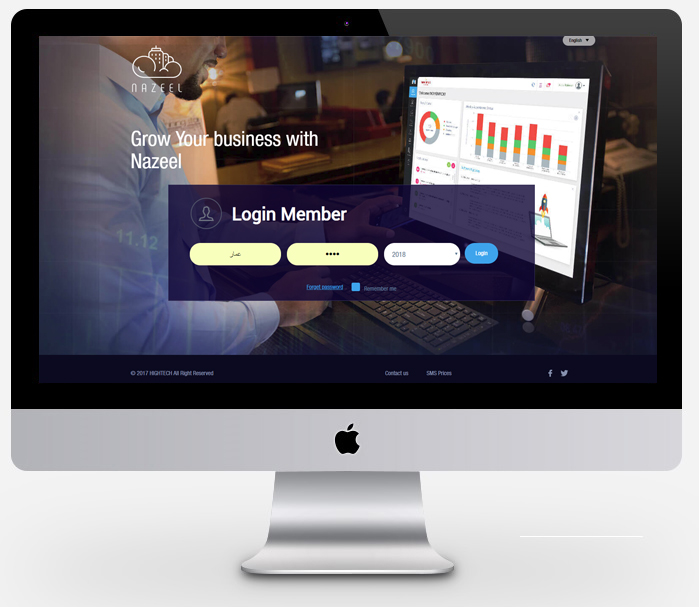 English
NAZEEL
Grow Your business with
Nazeel
Login Member
عمار
2018
Login
Forgot password
Remember me
© 2017 HIGHTECH All Right Reserved
Contact us
SMS Prices